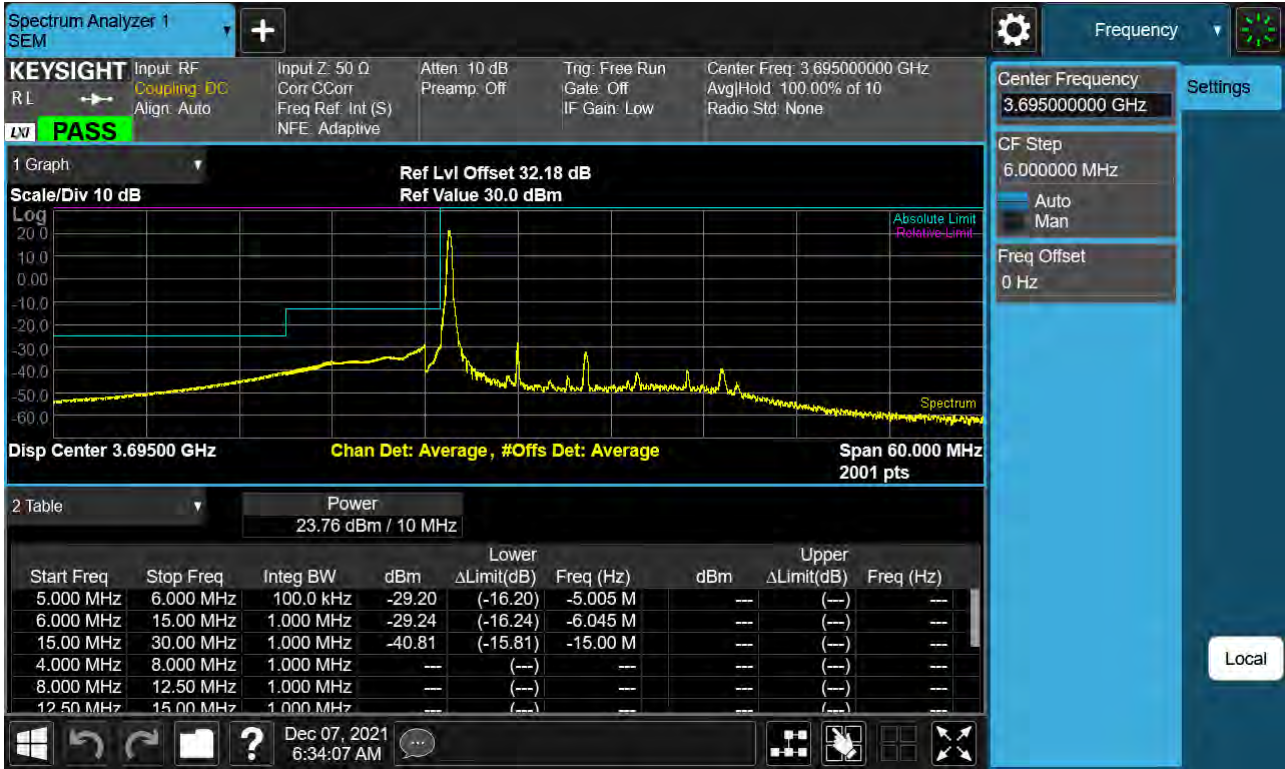 Spectrum Analyzer 1
SEM
Frequency
KEYSIGHT
R L
LXI
PASS
Input: RF
Coupling: DC
Align: Auto
Input Z: 50 Ω
Corr CCorr
Freq Ref: Int (S)
NFE: Adaptive
Atten: 10 dB
Preamp: Off
Trig: Free Run
Gate: Off
IF Gain: Low
Center Freq: 3.695000000 GHz
Avg|Hold: 100.00% of 10
Radio Std: None
Center Frequency
3.695000000 GHz
Settings
CF Step
6.000000 MHz
Auto
Man
Freq Offset
0 Hz
1 Graph
Scale/Div 10 dB
Ref Lvl Offset 32.18 dB
Ref Value 30.0 dBm
Log
20.0
10.0
0.00
-10.0
-20.0
-30.0
-40.0
-50.0
-60.0
Absolute Limit
Relative Limit
Spectrum
Disp Center 3.69500 GHz
Chan Det: Average, #Offs Det: Average
Span 60.000 MHz
2001 pts
2 Table
Power
23.76 dBm / 10 MHz
Lower Upper
Start Freq Stop Freq Integ BW dBm ΔLimit(dB) Freq (Hz) dBm ΔLimit(dB) Freq (Hz)
5.000 MHz 6.000 MHz 100.0 kHz -29.20 (-16.20) -5.005 M --- (---) ---
6.000 MHz 15.00 MHz 1.000 MHz -29.24 (-16.24) -6.045 M --- (---) ---
15.00 MHz 30.00 MHz 1.000 MHz -40.81 (-15.81) -15.00 M --- (---) ---
4.000 MHz 8.000 MHz 1.000 MHz --- (---) --- --- (---) ---
8.000 MHz 12.50 MHz 1.000 MHz --- (---) --- --- (---) ---
12.50 MHz 15.00 MHz 1.000 MHz --- (---) --- --- (---) ---
Local
?
Dec 07, 2021
6:34:07 AM